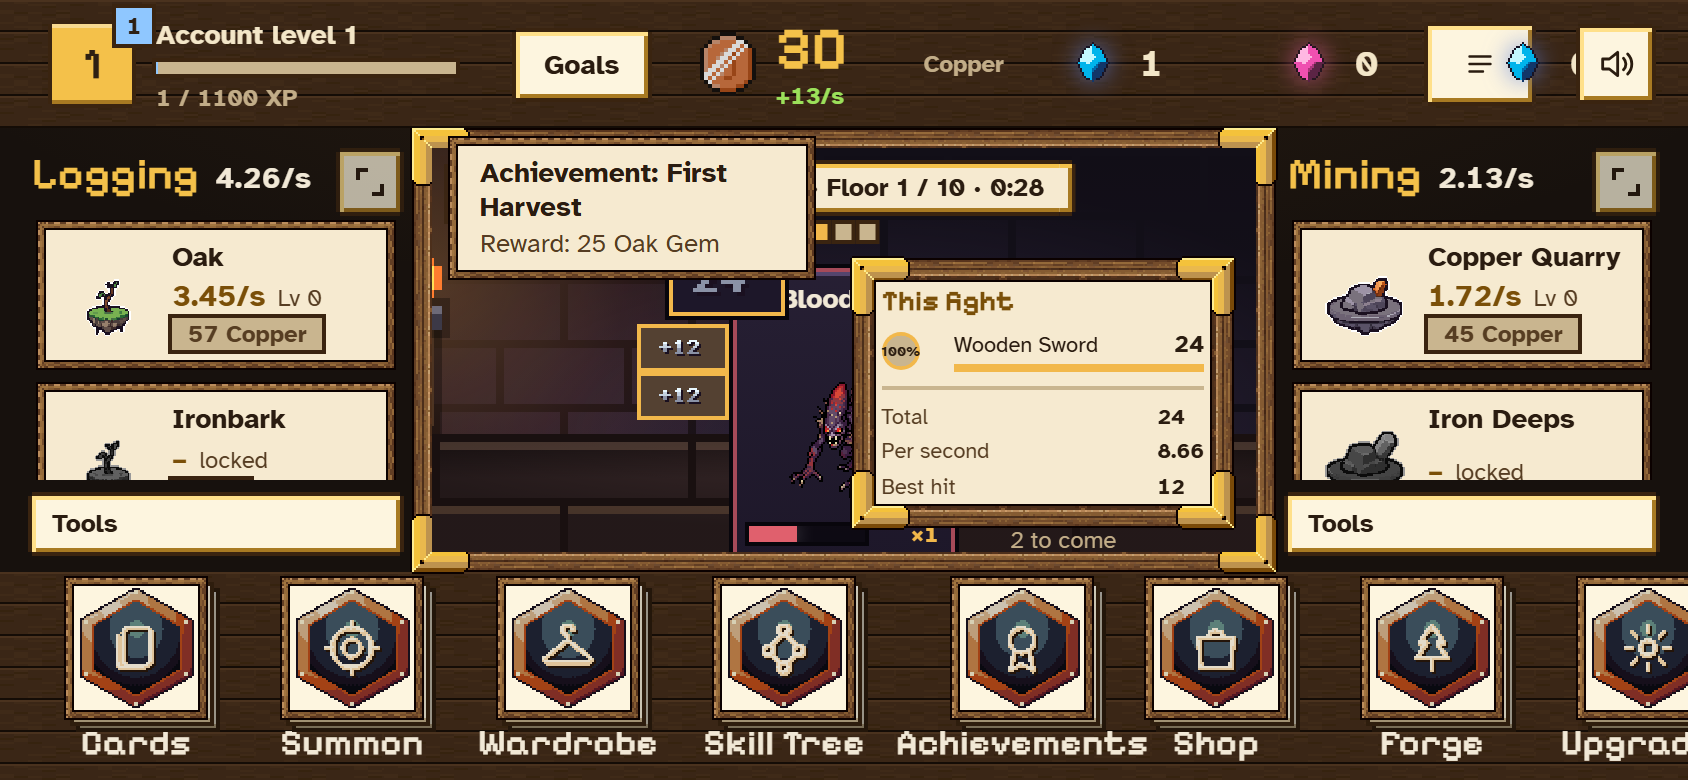 1
1
Account level 1
1 / 1100 XP
Goals
30
+13/s
Copper
1
0
Logging 4.26/s
Oak
3.45/s Lv 0
57 Copper
Ironbark
– locked
Tools
Achievement: First
Harvest
Reward: 25 Oak Gem
Floor 1 / 10 · 0:28
24
+12
+12
Blood
×1
2 to come
This fight
100%
Wooden Sword 24
Total 24
Per second 8.66
Best hit 12
Mining 2.13/s
Copper Quarry
1.72/s Lv 0
45 Copper
Iron Deeps
– locked
Tools
Cards
Summon
Wardrobe
Skill Tree
Achievements
Shop
Forge
Upgrad